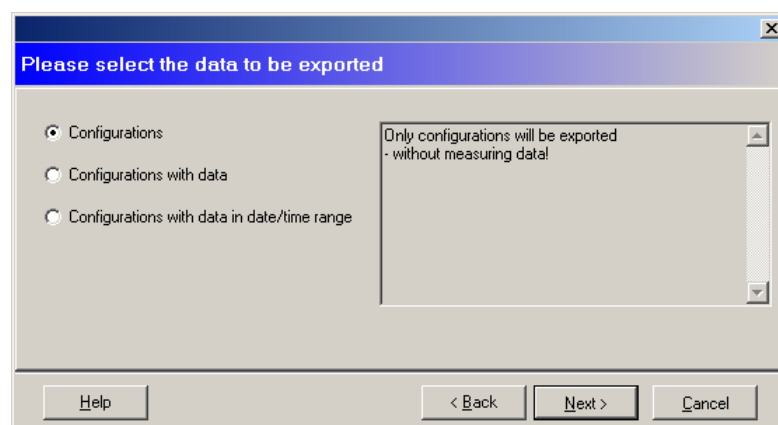 Please select the data to be exported
Configurations
Configurations with data
Configurations with data in date/time range
Only configurations will be exported
- without measuring data!
Help
< Back
Next >
Cancel